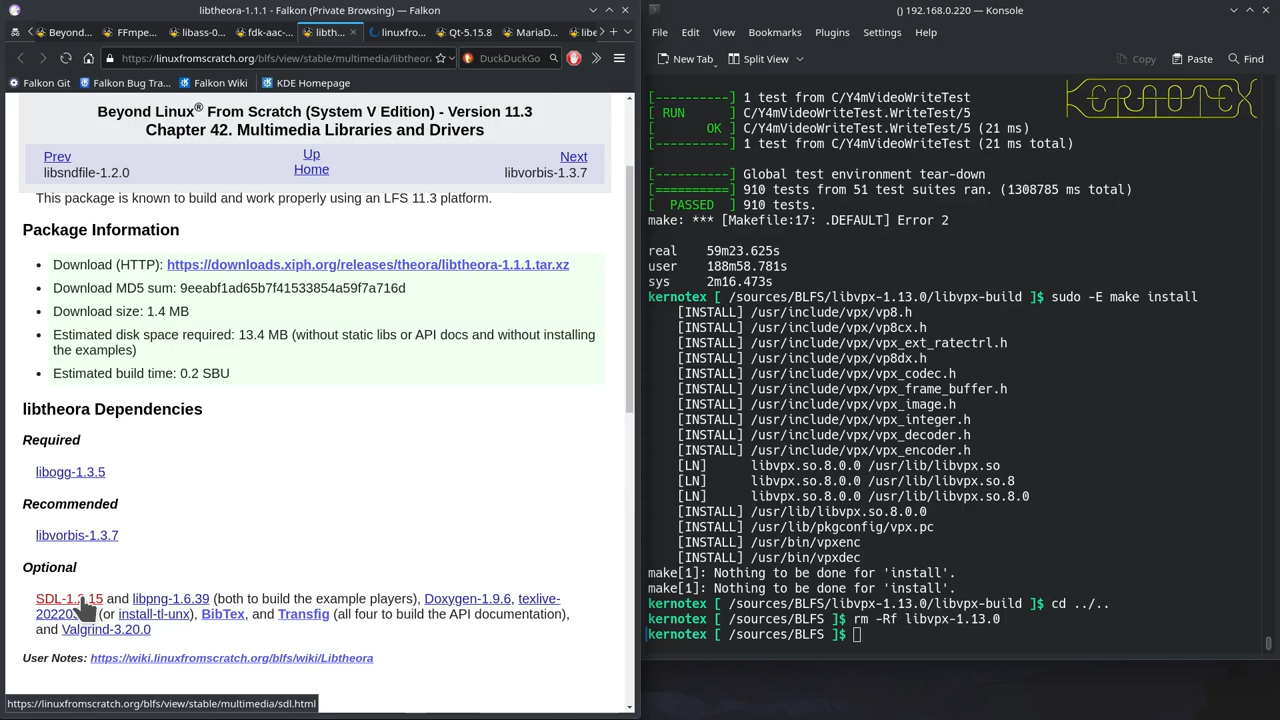 libtheora-1.1.1 - Falkon (Private Browsing) — Falkon
Beyond...
FFmpe...
libass-0...
fdk-aac-...
libth...
linuxfro...
Qt-5.15.8
MariaD...
https://linuxfromscratch.org/blfs/view/stable/multimedia/libtheor
DuckDuckGo
Falkon Git
Falkon Bug Tra...
Falkon Wiki
KDE Homepage
Beyond Linux® From Scratch (System V Edition) - Version 11.3
Chapter 42. Multimedia Libraries and Drivers
Prev
libsndfile-1.2.0
Up
Home
Next
libvorbis-1.3.7
This package is known to build and work properly using an LFS 11.3 platform.
Package Information
• Download (HTTP): https://downloads.xiph.org/releases/theora/libtheora-1.1.1.tar.xz
• Download MD5 sum: 9eeabf1ad65b7f41533854a59f7a716d
• Download size: 1.4 MB
• Estimated disk space required: 13.4 MB (without static libs or API docs and without installing
the examples)
• Estimated build time: 0.2 SBU
libtheora Dependencies
Required
libogg-1.3.5
Recommended
libvorbis-1.3.7
Optional
SDL-1.2.15 and libpng-1.6.39 (both to build the example players), Doxygen-1.9.6, texlive-
(or install-tl-unx), BibTex, and Transfig (all four to build the API documentation),
and Valgrind-3.20.0
User Notes: https://wiki.linuxfromscratch.org/blfs/wiki/Libtheora
https://linuxfromscratch.org/blfs/view/stable/multimedia/sdl.html
() 192.168.0.220 — Konsole
File Edit View Bookmarks Plugins Settings Help
New Tab Split View Copy Paste Find
KERNOTEX
[----------] 1 test from C/Y4mVideoWriteTest
[ RUN      ] C/Y4mVideoWriteTest.WriteTest/5
[       OK ] C/Y4mVideoWriteTest.WriteTest/5 (21 ms)
[----------] 1 test from C/Y4mVideoWriteTest (21 ms total)
[----------] Global test environment tear-down
[==========] 910 tests from 51 test suites ran. (1308785 ms total)
[  PASSED  ] 910 tests.
make: *** [Makefile:17: .DEFAULT] Error 2
real    59m23.625s
user    188m58.781s
sys     2m16.473s
kernotex [ /sources/BLFS/libvpx-1.13.0/libvpx-build ]$ sudo -E make install
[INSTALL] /usr/include/vpx/vp8.h
[INSTALL] /usr/include/vpx/vp8cx.h
[INSTALL] /usr/include/vpx/vpx_ext_ratectrl.h
[INSTALL] /usr/include/vpx/vp8dx.h
[INSTALL] /usr/include/vpx/vpx_codec.h
[INSTALL] /usr/include/vpx/vpx_frame_buffer.h
[INSTALL] /usr/include/vpx/vpx_image.h
[INSTALL] /usr/include/vpx/vpx_integer.h
[INSTALL] /usr/include/vpx/vpx_decoder.h
[INSTALL] /usr/include/vpx/vpx_encoder.h
[LN]      libvpx.so.8.0.0 /usr/lib/libvpx.so
[LN]      libvpx.so.8.0.0 /usr/lib/libvpx.so.8
[LN]      libvpx.so.8.0.0 /usr/lib/libvpx.so.8.0
[INSTALL] /usr/lib/libvpx.so.8.0.0
[INSTALL] /usr/lib/pkgconfig/vpx.pc
[INSTALL] /usr/bin/vpxenc
[INSTALL] /usr/bin/vpxdec
make[1]: Nothing to be done for 'install'.
make[1]: Nothing to be done for 'install'.
kernotex [ /sources/BLFS/libvpx-1.13.0/libvpx-build ]$ cd ../..
kernotex [ /sources/BLFS ]$ rm -Rf libvpx-1.13.0
kernotex [ /sources/BLFS ]$